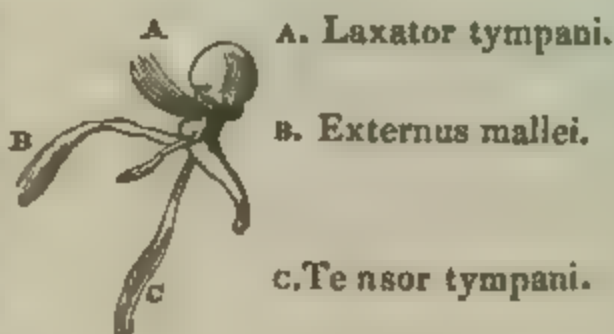 A
A. Laxator tympani.
B
B. Externus mallei.
C
C. Te nsor tympani.